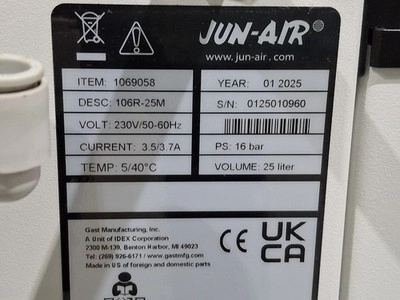 JUN-AIR
www.jun-air.com
ITEM: 1069058
YEAR: 01 2025
DESC: 106R-25M
S/N: 0125010960
VOLT: 230V/50-60Hz
CURRENT: 3.5/3.7A
PS: 16 bar
TEMP: 5/40°C
VOLUME: 25 liter
Gast Manufacturing, Inc.
A Unit of IDEX Corporation
2300 M-139, Benton Harbor, MI 49023
Tel: (269) 926-6171 / www.gastmfg.com
Made in US of foreign and domestic parts
CE UK
CA